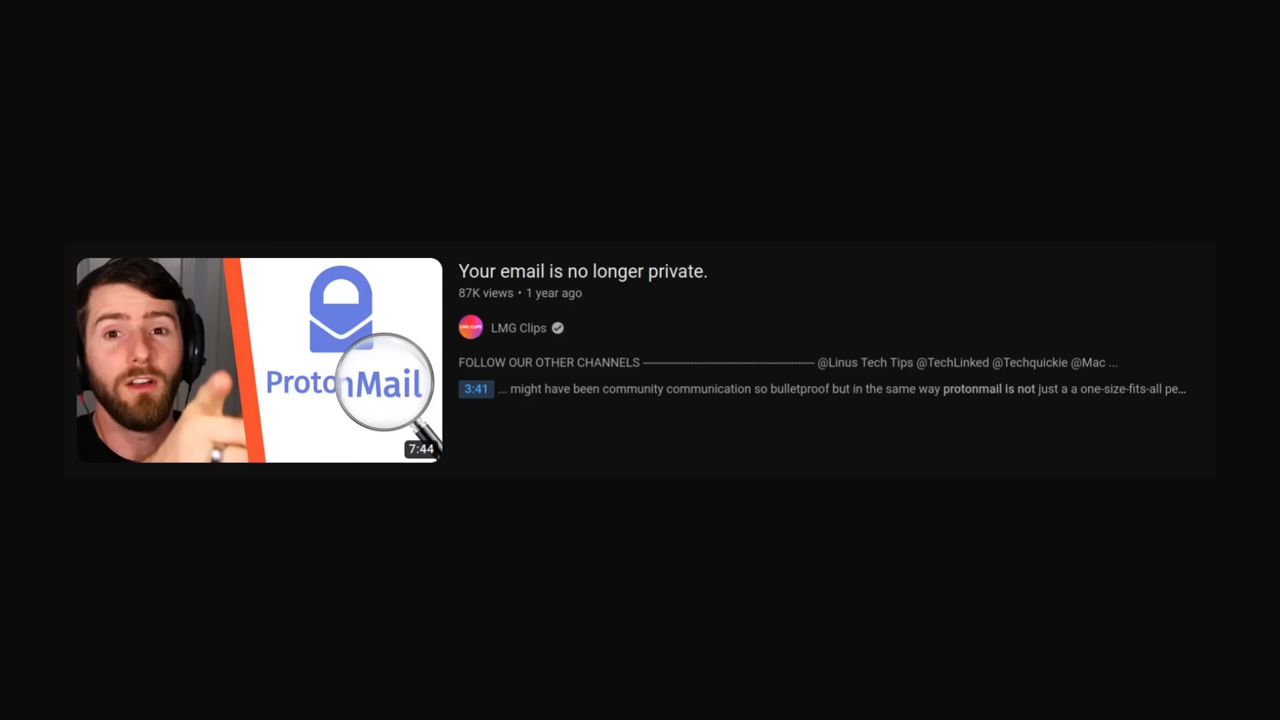 ProtonMail
7:44
Your email is no longer private.
87K views • 1 year ago
LMG CLIPS
LMG Clips
FOLLOW OUR OTHER CHANNELS ---------------------------------------------------------------- @Linus Tech Tips @TechLinked @Techquickie @Mac ...
3:41 ... might have been community communication so bulletproof but in the same way protonmail is not just a a one-size-fits-all pe...